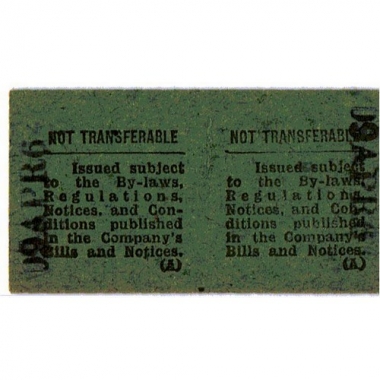 NOT TRANSFERABLE
Issued subject
to the By-laws,
Regulations,
Notices, and Con-
ditions published
in the Company's
Bills and Notices.
(A)
NOT TRANSFERABLE
Issued subject
to the By-laws,
Regulations,
Notices, and Con-
ditions published
in the Company's
Bills and Notices.
(A)
09APR6
09APR